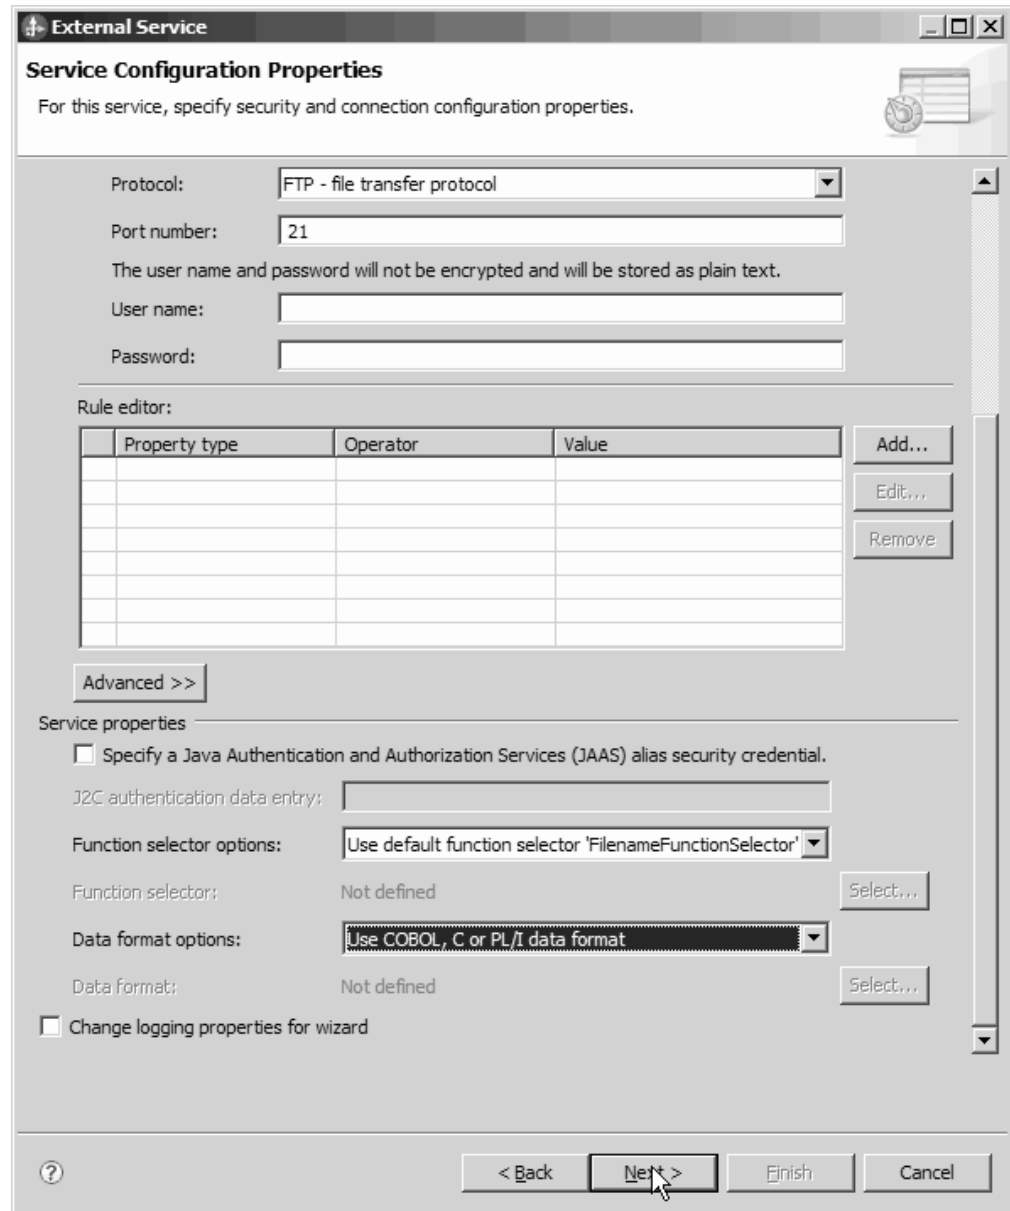 External Service
Service Configuration Properties
For this service, specify security and connection configuration properties.
Protocol: FTP - file transfer protocol
Port number: 21
The user name and password will not be encrypted and will be stored as plain text.
User name:
Password:
Rule editor:
Property type Operator Value Add...
Edit...
Remove
Advanced >>
Service properties
Specify a Java Authentication and Authorization Services (JAAS) alias security credential.
J2C authentication data entry:
Function selector options: Use default function selector 'FilenameFunctionSelector'
Function selector: Not defined Select...
Data format options: Use COBOL, C or PL/I data format
Data format: Not defined Select...
Change logging properties for wizard
? < Back Next > Finish Cancel